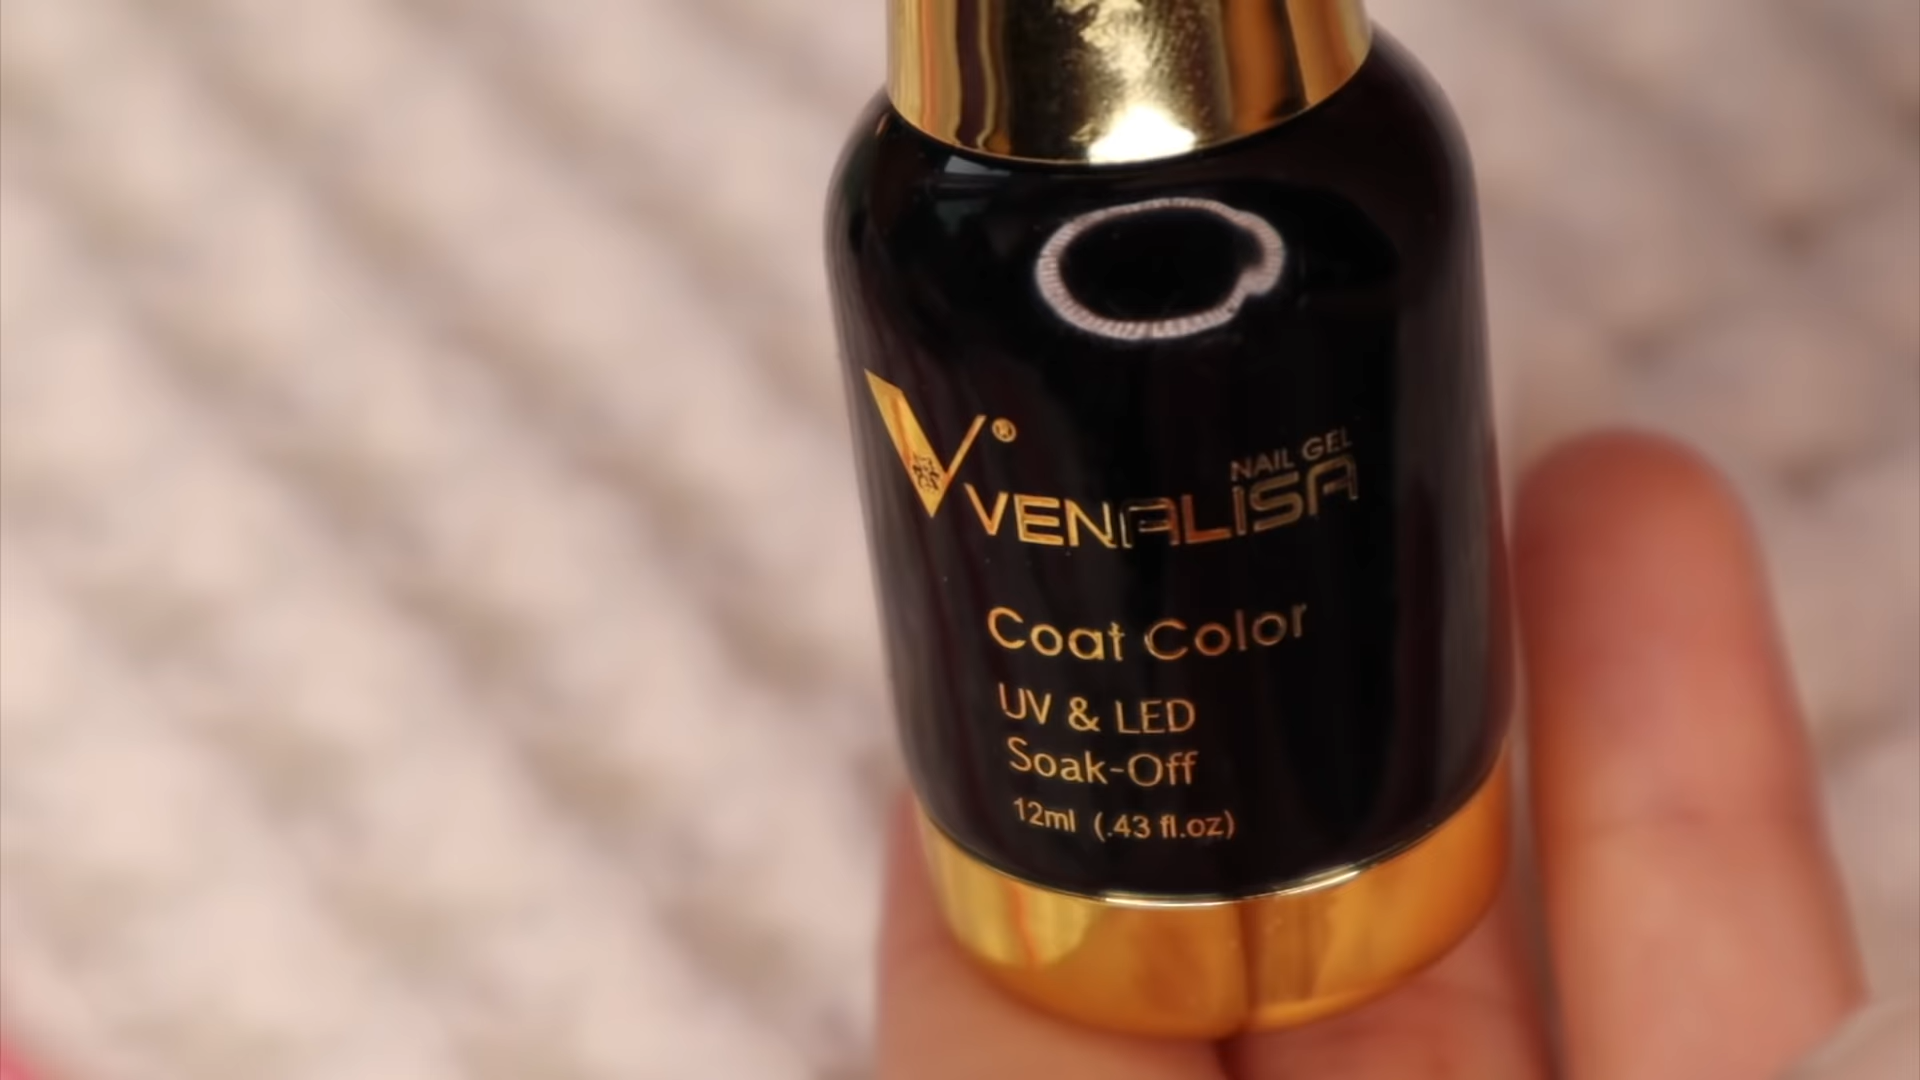 V®
NAIL GEL
VENALISA
Coat Color
UV & LED
Soak-Off
12ml (.43 fl.oz)